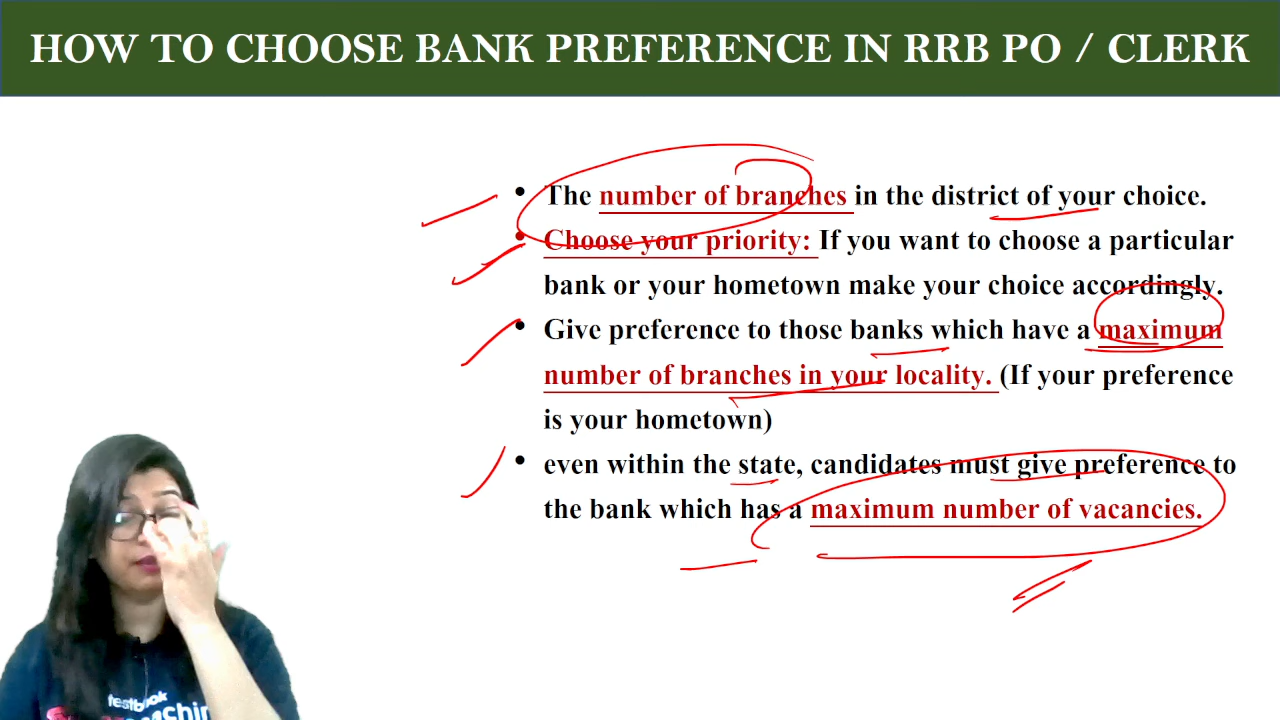 HOW TO CHOOSE BANK PREFERENCE IN RRB PO / CLERK
• The number of branches in the district of your choice.
• Choose your priority: If you want to choose a particular
bank or your hometown make your choice accordingly.
• Give preference to those banks which have a maximum
number of branches in your locality. (If your preference
is your hometown)
• even within the state, candidates must give preference to
the bank which has a maximum number of vacancies.
testbook